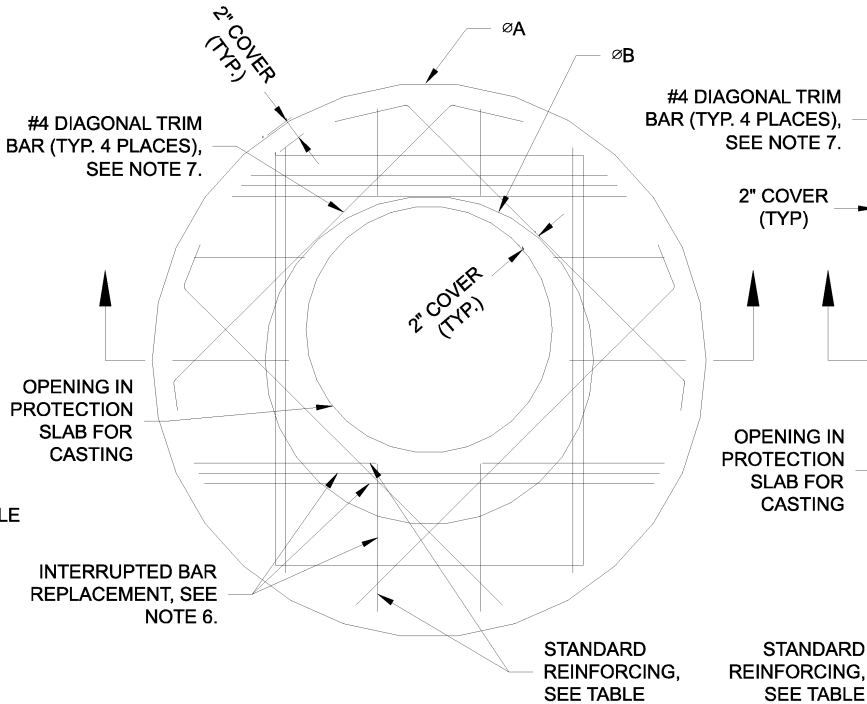 2" COVER
(TYP.)
⌀A
⌀B
#4 DIAGONAL TRIM
BAR (TYP. 4 PLACES),
SEE NOTE 7.
#4 DIAGONAL TRIM
BAR (TYP. 4 PLACES),
SEE NOTE 7.
2" COVER
(TYP)
2" COVER
(TYP.)
OPENING IN
PROTECTION
SLAB FOR
CASTING
OPENING IN
PROTECTION
SLAB FOR
CASTING
LE
INTERRUPTED BAR
REPLACEMENT, SEE
NOTE 6.
STANDARD
REINFORCING,
SEE TABLE
STANDARD
REINFORCING,
SEE TABLE